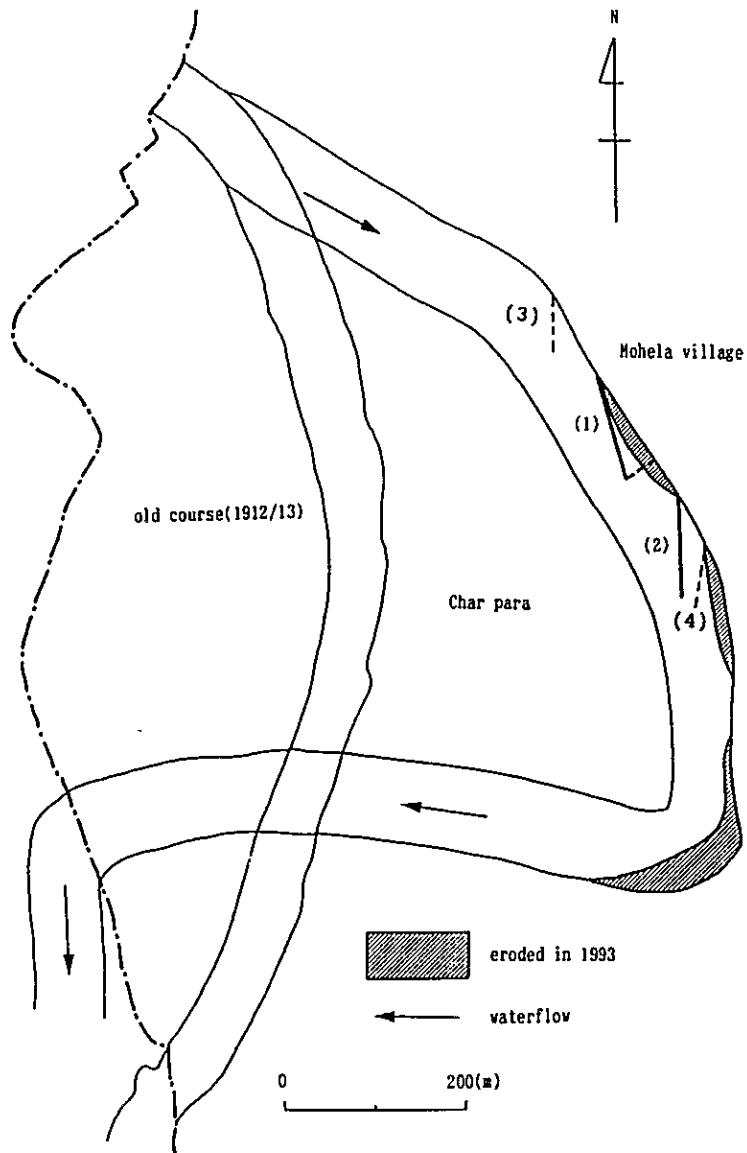 N
(3)
Mohela village
(1)
old course(1912/13)
(2)
Char para
(4)
eroded in 1993
waterflow
0 200(m)